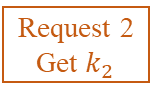 Request 2
Get k₂